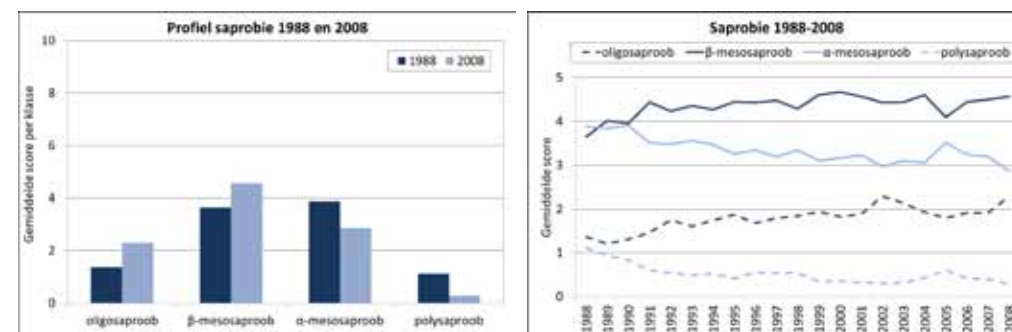 Profiel saprobie 1988 en 2008
1988 2008
Gemiddelde score per klasse
10
8
6
4
2
0
oligosaproob β-mesosaproob α-mesosaproob polysaproob
Saprobie 1988-2008
oligosaproob β-mesosaproob α-mesosaproob polysaproob
Gemiddelde score
5
4
3
2
1
0
1988 1989 1990 1991 1992 1993 1994 1995 1996 1997 1998 1999 2000 2001 2002 2003 2004 2005 2006 2007 2008